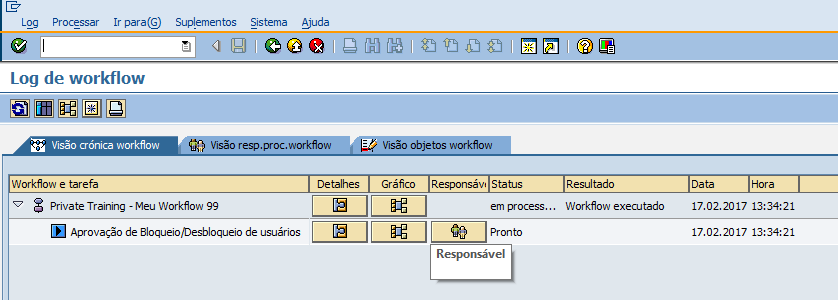 Log Processar Ir para(G) Suplementos Sistema Ajuda
Log de workflow
Visão crónica workflow Visão resp.proc.workflow Visão objetos workflow
Workflow e tarefa Detalhes Gráfico Responsáv Status Resultado Data Hora
Private Training - Meu Workflow 99 em process... Workflow executado 17.02.2017 13:34:21
Aprovação de Bloqueio/Desbloqueio de usuários Pronto 17.02.2017 13:34:21
Responsável